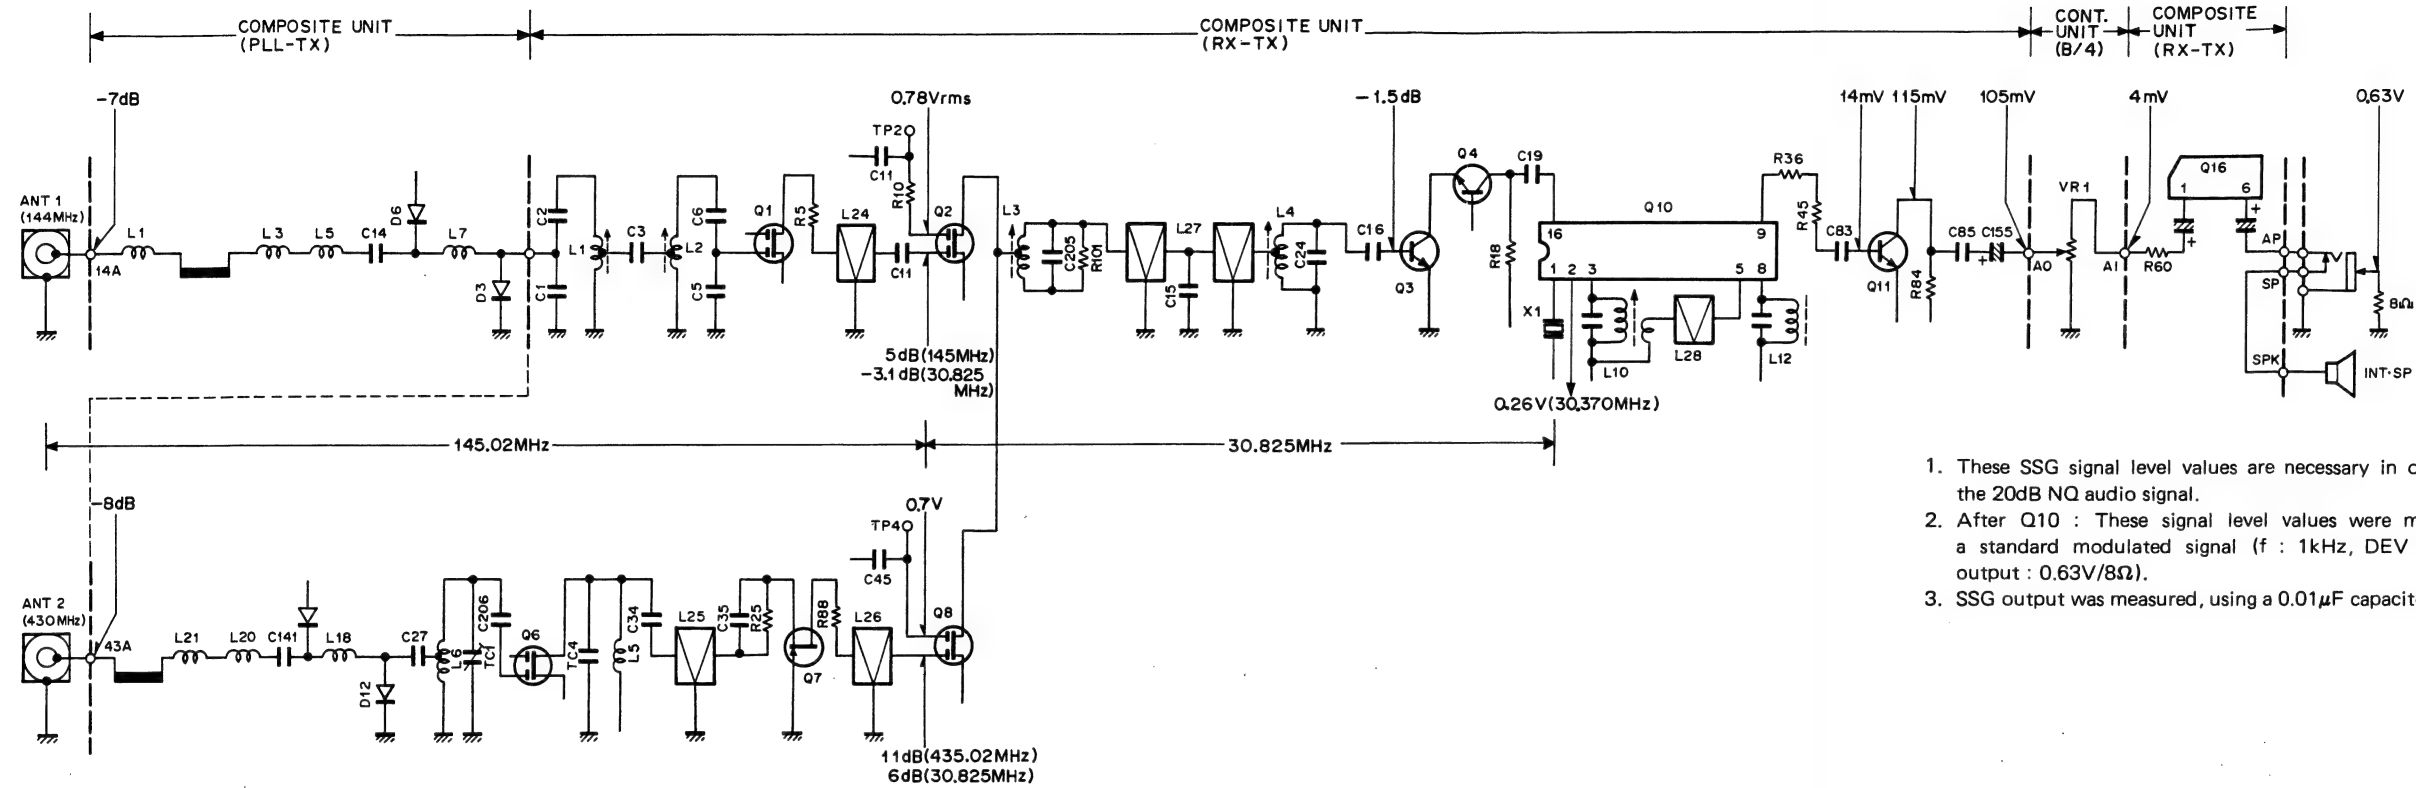 COMPOSITE UNIT
(PLL-TX)
COMPOSITE UNIT
(RX-TX)
CONT.
UNIT
(B/4)
COMPOSITE
UNIT
(RX-TX)
-7dB
0.78Vrms
-1.5dB
14mV
115mV
105mV
4mV
0.63V
ANT 1
(144MHz)
14A
L1
L3
L5
C14
D6
L7
D3
C2
C1
L1
C3
L2
C6
C5
Q1
R5
L24
TP2
C11
R10
C11
Q2
L3
C205
R101
L27
C15
L4
C24
C16
Q3
Q4
R18
C19
Q10
16
9
1
2
3
5
8
X1
L10
L28
L12
R36
R45
C83
Q11
R84
C85
C155
AO
VR1
AI
R60
Q16
1
6
AP
SP
8Ω
SPK
INT·SP
5dB(145MHz)
-3.1dB(30.825
MHz)
0.26V(30.370MHz)
145.02MHz
30.825MHz
-8dB
0.7V
TP4
C45
ANT 2
(430MHz)
43A
L21
L20
C141
L18
D12
C27
L6
TC1
C206
Q6
TC4
L5
C34
L25
C35
R25
Q7
R88
L26
Q8
11dB(435.02MHz)
6dB(30.825MHz)
1. These SSG signal level values are necessary in
the 20dB NQ audio signal.
2. After Q10 : These signal level values were
a standard modulated signal (f : 1kHz, DEV
output : 0.63V/8Ω).
3. SSG output was measured, using a 0.01μF